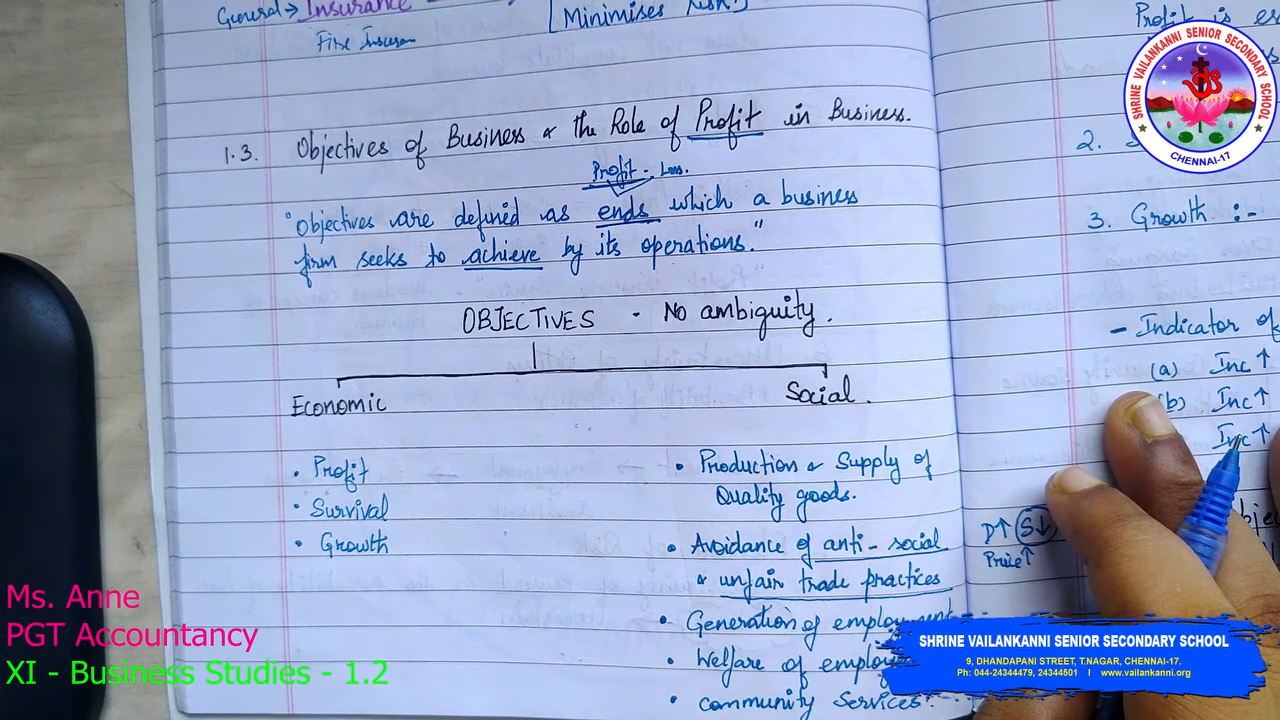 General → Insurance
[Minimises Risk]
Fire Insuran
1.3. Objectives of Business & the Role of Profit in Business.
Profit - Loss.
"Objectives are defined as ends which a business
firm seeks to achieve by its operations."
OBJECTIVES - No ambiguity.
Economic
Social.
• Profit
• Survival
• Growth
• Production & Supply of
Quality goods.
• Avoidance of anti-social
& unfair trade practices
• Generation of employment
• Welfare of
• Community Services.
Profit is
2.
3. Growth :-
- Indicator of
(a) Inc ↑
(b) Inc ↑
Inc ↑
D↑ S↓
Price↑
SHRINE VAILANKANNI SENIOR SECONDARY SCHOOL
CHENNAI-17
Ms. Anne
PGT Accountancy
XI - Business Studies - 1.2
SHRINE VAILANKANNI SENIOR SECONDARY SCHOOL
9, DHANDAPANI STREET, T.NAGAR, CHENNAI-17.
Ph: 044-24344479, 24344501 I www.vailankanni.org